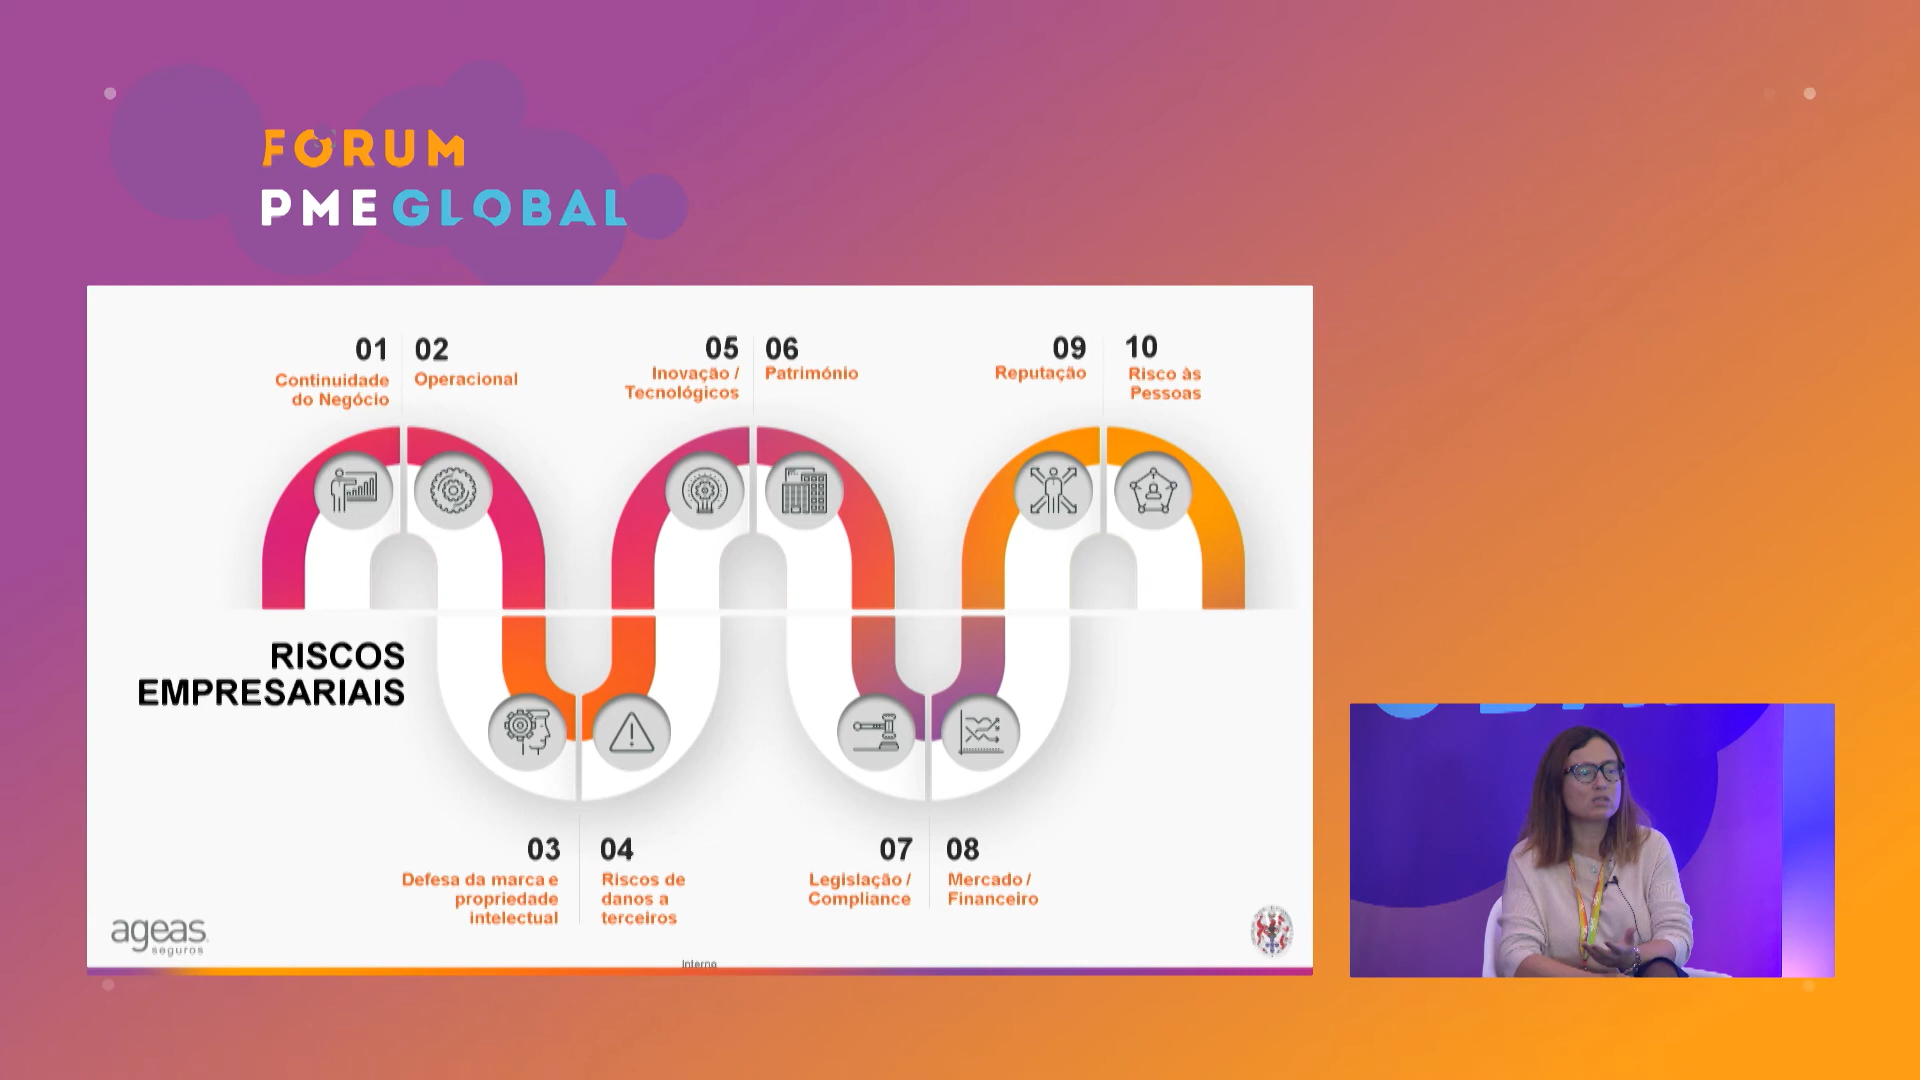 FORUM
PME GLOBAL
01
Continuidade
do Negócio
02
Operacional
05
Inovação /
Tecnológicos
06
Património
09
Reputação
10
Risco às
Pessoas
RISCOS
EMPRESARIAIS
03
Defesa da marca e
propriedade
intelectual
04
Riscos de
danos a
terceiros
07
Legislação /
Compliance
08
Mercado /
Financeiro
ageas
seguros
Interno